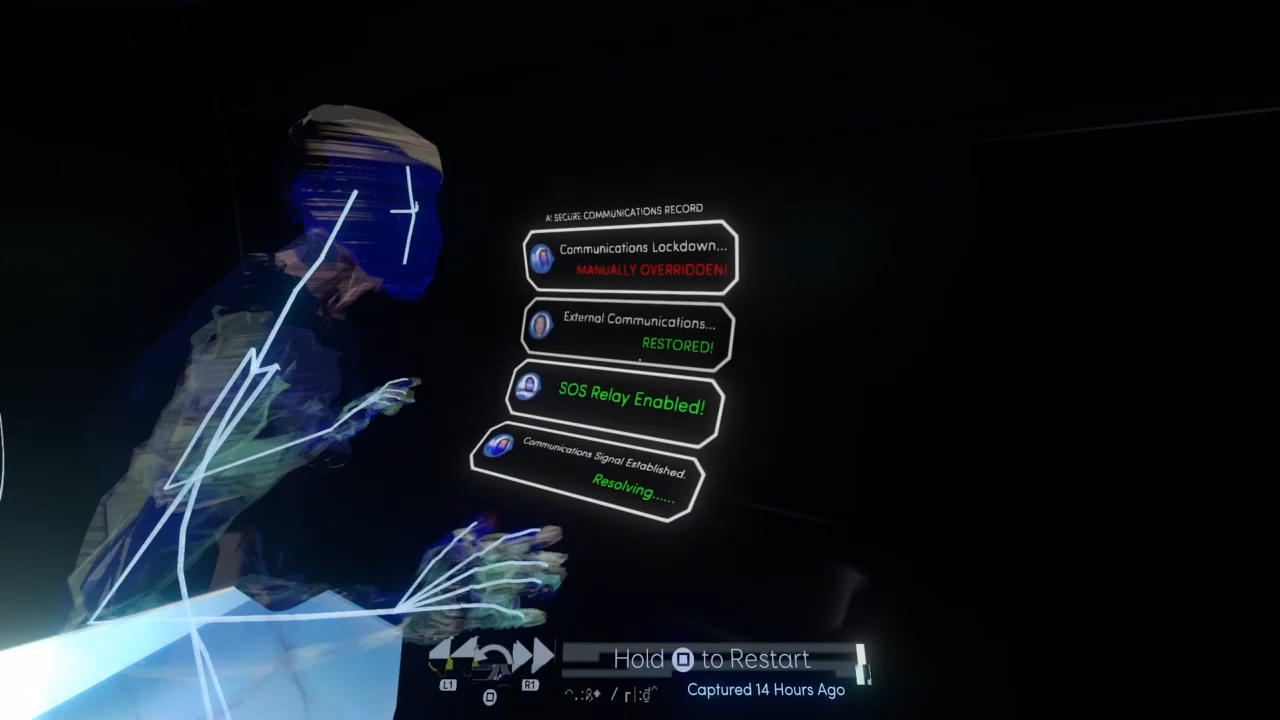 AI SECURE COMMUNICATIONS RECORD
Communications Lockdown...
MANUALLY OVERRIDDEN!
External Communications...
RESTORED!
SOS Relay Enabled!
Communications Signal Established.
Resolving......
Hold to Restart
L1
R1
Captured 14 Hours Ago